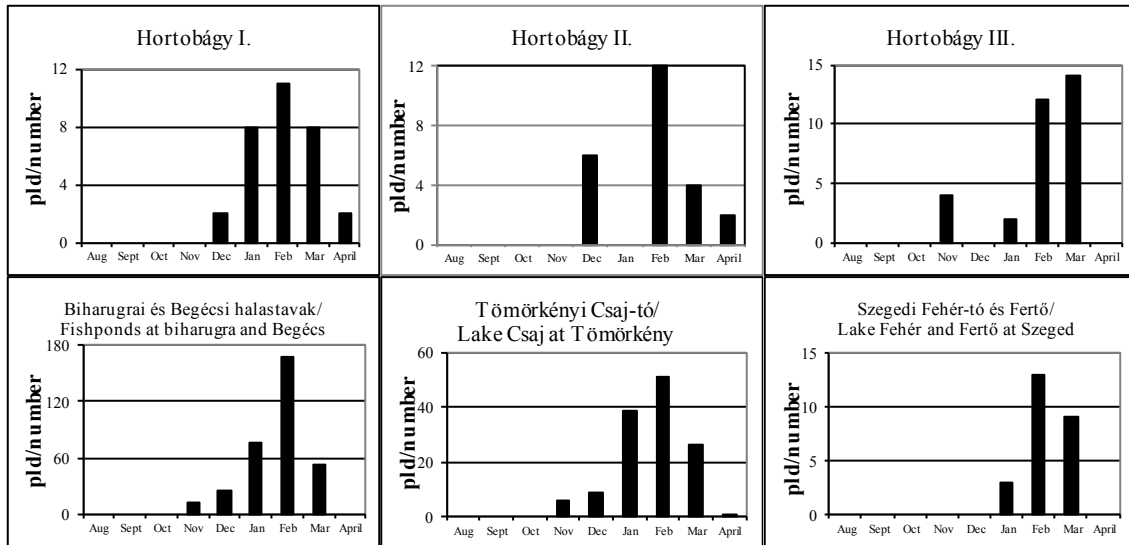 Hortobágy I.
pld/number
12
8
4
0
Aug Sept Oct Nov Dec Jan Feb Mar April
Hortobágy II.
pld/number
12
8
4
0
Aug Sept Oct Nov Dec Jan Feb Mar April
Hortobágy III.
pld/number
15
10
5
0
Aug Sept Oct Nov Dec Jan Feb Mar April
Biharugrai és Begécsi halastavak/
Fishponds at biharugra and Begécs
pld/number
180
120
60
0
Aug Sept Oct Nov Dec Jan Feb Mar April
Tömörkényi Csaj-tó/
Lake Csaj at Tömörkény
pld/number
60
40
20
0
Aug Sept Oct Nov Dec Jan Feb Mar April
Szegedi Fehér-tó és Fertő/
Lake Fehér and Fertő at Szeged
pld/number
15
10
5
0
Aug Sept Oct Nov Dec Jan Feb Mar April